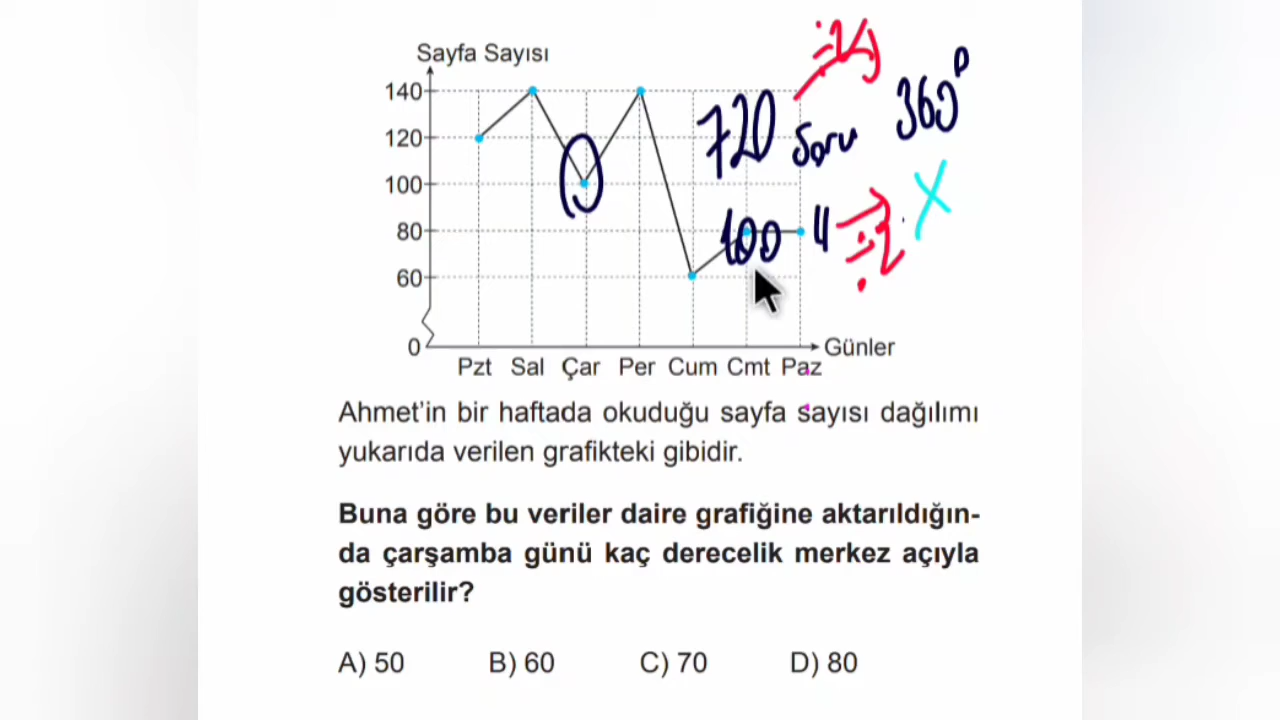 Sayfa Sayısı
140
120
100
80
60
0
Pzt Sal Çar Per Cum Cmt Paz
Günler
720 soru 360°
:2
100 " :2 x
Ahmet'in bir haftada okuduğu sayfa sayısı dağılımı
yukarıda verilen grafikteki gibidir.
Buna göre bu veriler daire grafiğine aktarıldığın-
da çarşamba günü kaç derecelik merkez açıyla
gösterilir?
A) 50 B) 60 C) 70 D) 80